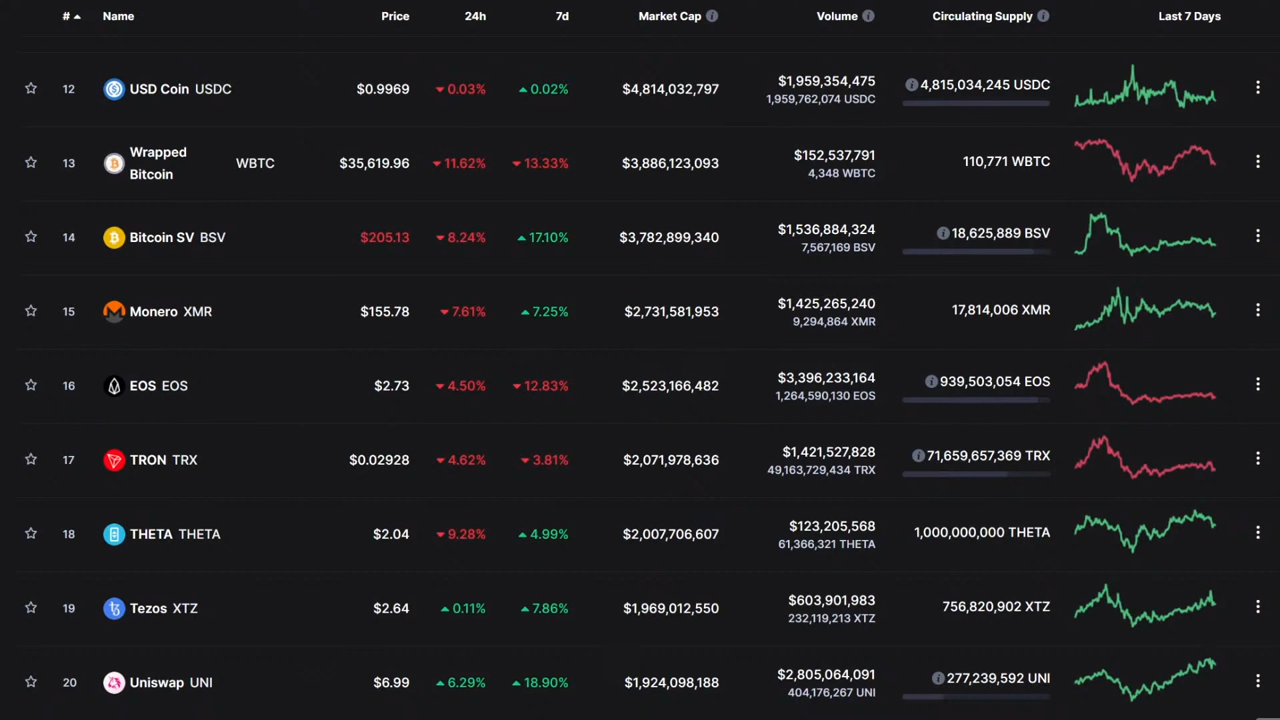 # Name Price 24h 7d Market Cap Volume Circulating Supply Last 7 Days
12 USD Coin USDC $0.9969 0.03% 0.02% $4,814,032,797 $1,959,354,475 4,815,034,245 USDC
1,959,762,074 USDC
13 Wrapped Bitcoin WBTC $35,619.96 11.62% 13.33% $3,886,123,093 $152,537,791 110,771 WBTC
4,348 WBTC
14 Bitcoin SV BSV $205.13 8.24% 17.10% $3,782,899,340 $1,536,884,324 18,625,889 BSV
7,567,169 BSV
15 Monero XMR $155.78 7.61% 7.25% $2,731,581,953 $1,425,265,240 17,814,006 XMR
9,294,864 XMR
16 EOS EOS $2.73 4.50% 12.83% $2,523,166,482 $3,396,233,164 939,503,054 EOS
1,264,590,130 EOS
17 TRON TRX $0.02928 4.62% 3.81% $2,071,978,636 $1,421,527,828 71,659,657,369 TRX
49,163,729,434 TRX
18 THETA THETA $2.04 9.28% 4.99% $2,007,706,607 $123,205,568 1,000,000,000 THETA
61,366,321 THETA
19 Tezos XTZ $2.64 0.11% 7.86% $1,969,012,550 $603,901,983 756,820,902 XTZ
232,119,213 XTZ
20 Uniswap UNI $6.99 6.29% 18.90% $1,924,098,188 $2,805,064,091 277,239,592 UNI
404,176,267 UNI